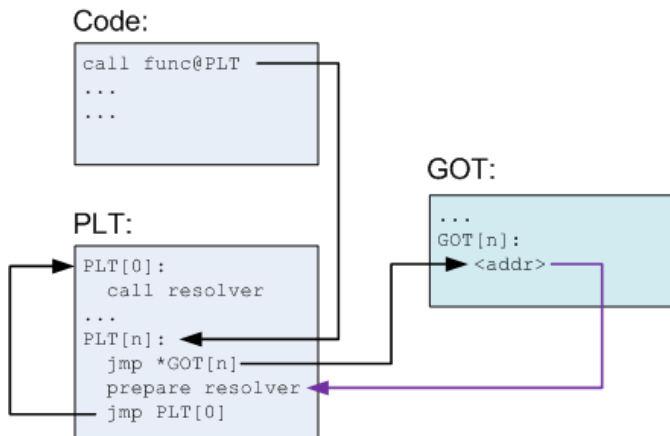 Code:
call func@PLT
...
...
PLT:
PLT[0]:
call resolver
...
PLT[n]:
jmp *GOT[n]
prepare resolver
jmp PLT[0]
GOT:
...
GOT[n]:
<addr>